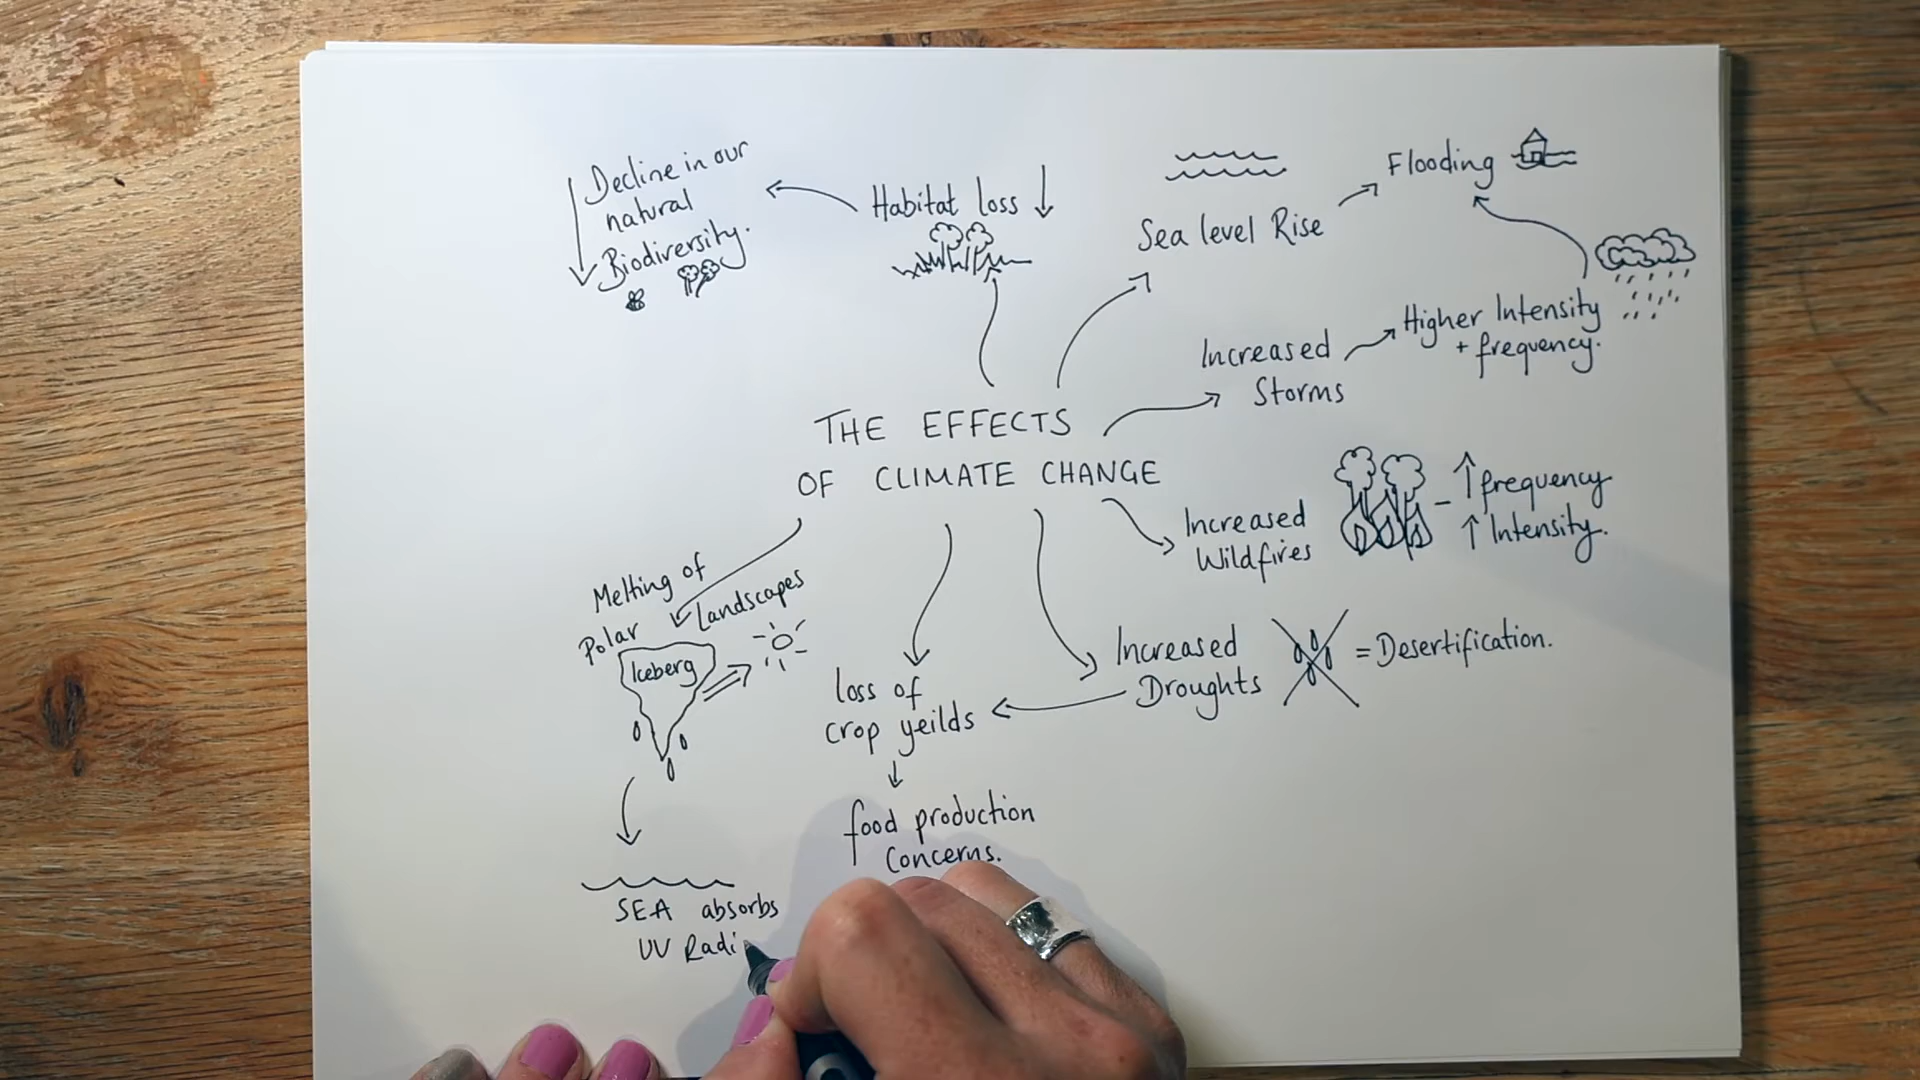 THE EFFECTS
OF CLIMATE CHANGE
Decline in our
natural
Biodiversity.
Habitat loss
Sea level Rise
Flooding
Increased
Storms
Higher Intensity
+ frequency.
Increased
Wildfires
- frequency
Intensity.
Increased
Droughts
= Desertification.
loss of
crop yeilds
food production
Concerns.
Melting of
Polar Landscapes
Iceberg
SEA absorbs
UV Radi